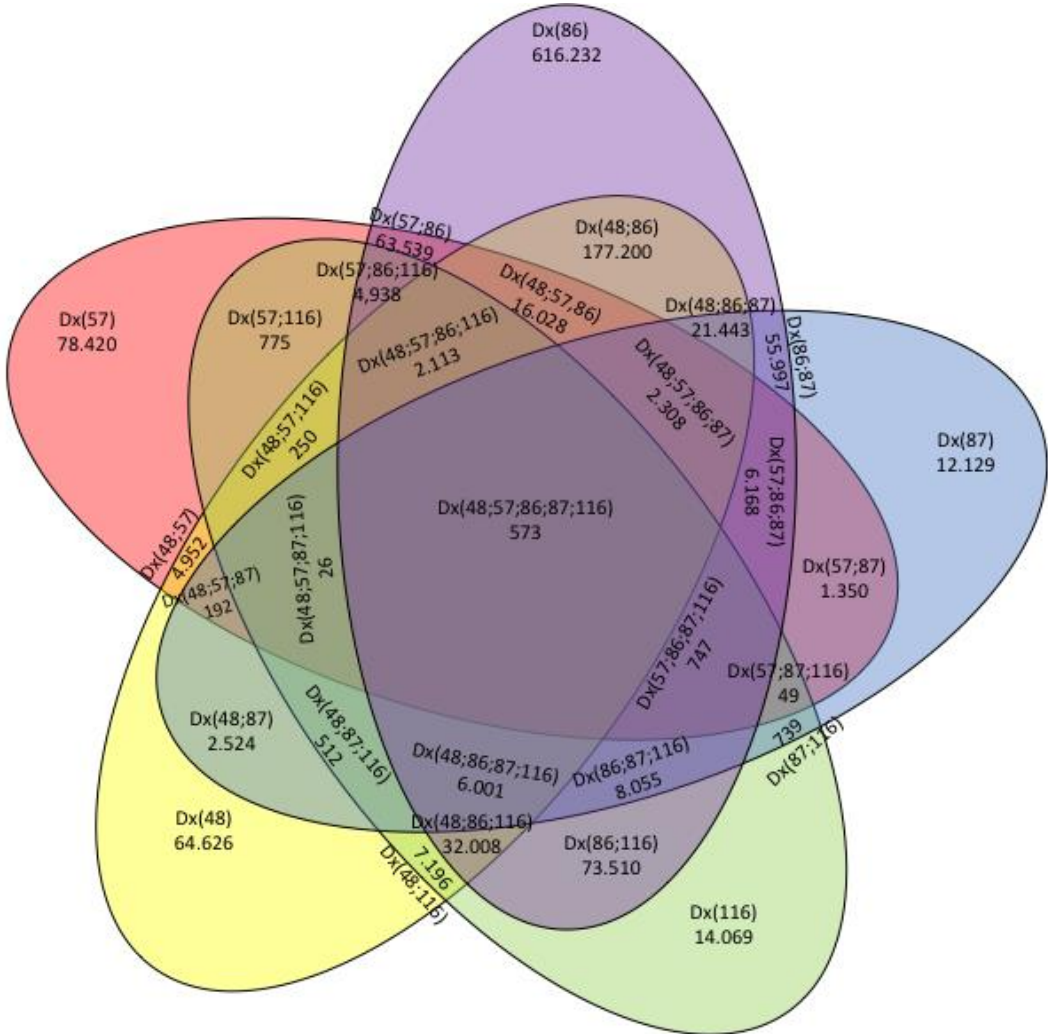 Dx(86)
616.232
Dx(57;86)
63.539
Dx(48;86)
177.200
Dx(57;86;116)
4,938
Dx(48;57,86)
16.028
Dx(48;86;87)
21.443
Dx(86;87)
55.997
Dx(57)
78.420
Dx(57;116)
775
Dx(48;57;86;116)
2.113
Dx(48;57;86;87)
2.308
Dx(87)
12.129
Dx(48;57;116)
250
Dx(57;86;87)
6.168
Dx(48;57;86;87;116)
573
Dx(48;57)
4.952
Dx(48;57;87;116)
26
Dx(57;87)
1.350
Dx(48;57;87)
192
Dx(57;86;87;116)
747
Dx(57;87;116)
49
Dx(48;87)
2.524
Dx(48;87;116)
512
Dx(48;86;87;116)
6.001
Dx(86;87;116)
8.055
739
Dx(87;116)
Dx(48)
64.626
Dx(48;86;116)
32.008
Dx(86;116)
73.510
7.196
Dx(48;116)
Dx(116)
14.069